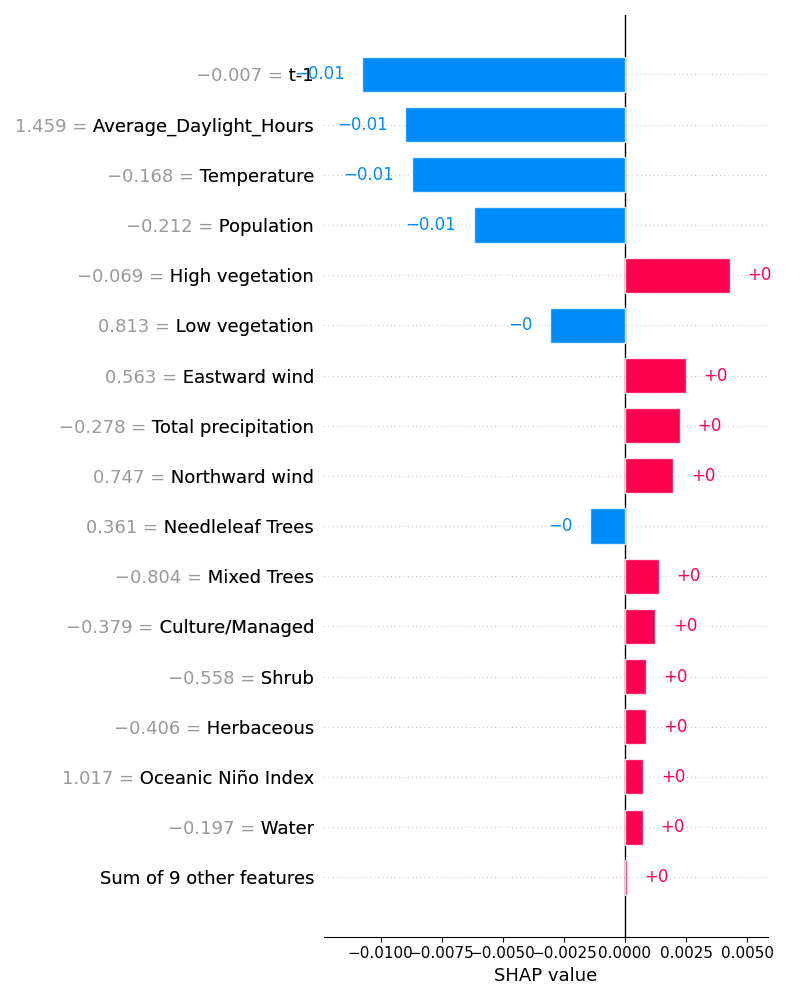 −0.007 = t-1 −0.01
1.459 = Average_Daylight_Hours −0.01
−0.168 = Temperature −0.01
−0.212 = Population −0.01
−0.069 = High vegetation +0
0.813 = Low vegetation −0
0.563 = Eastward wind +0
−0.278 = Total precipitation +0
0.747 = Northward wind +0
0.361 = Needleleaf Trees −0
−0.804 = Mixed Trees +0
−0.379 = Culture/Managed +0
−0.558 = Shrub +0
−0.406 = Herbaceous +0
1.017 = Oceanic Niño Index +0
−0.197 = Water +0
Sum of 9 other features +0
−0.0100 −0.0075 −0.0050 −0.0025 0.0000 0.0025 0.0050
SHAP value